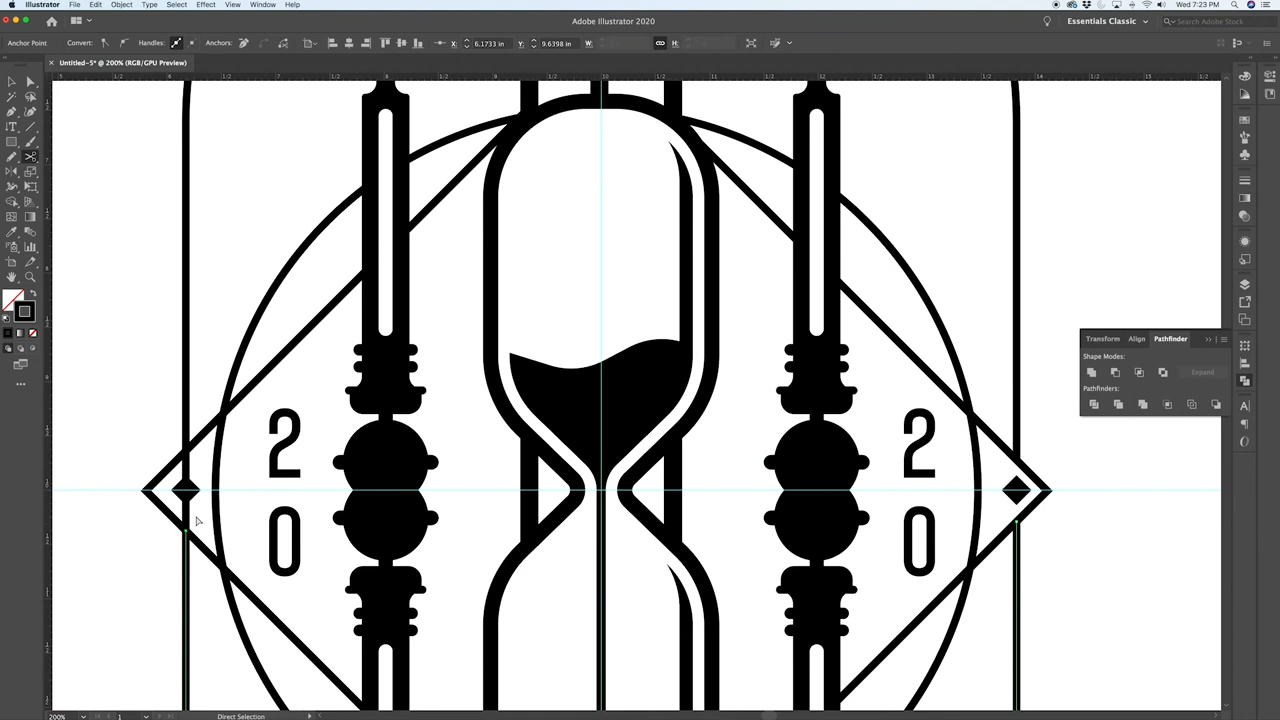 Illustrator File Edit Object Type Select Effect View Window Help
Wed 7:23 PM
Adobe Illustrator 2020
Essentials Classic
Search Adobe Stock
Anchor Point Convert: Handles: Anchors: X: 6.1733 in Y: 9.6398 in W: H:
× Untitled-5* @ 200% (RGB/GPU Preview)
Transform Align Pathfinder
Shape Modes:
Expand
Pathfinders:
2 2
0 0
200% 1 Direct Selection